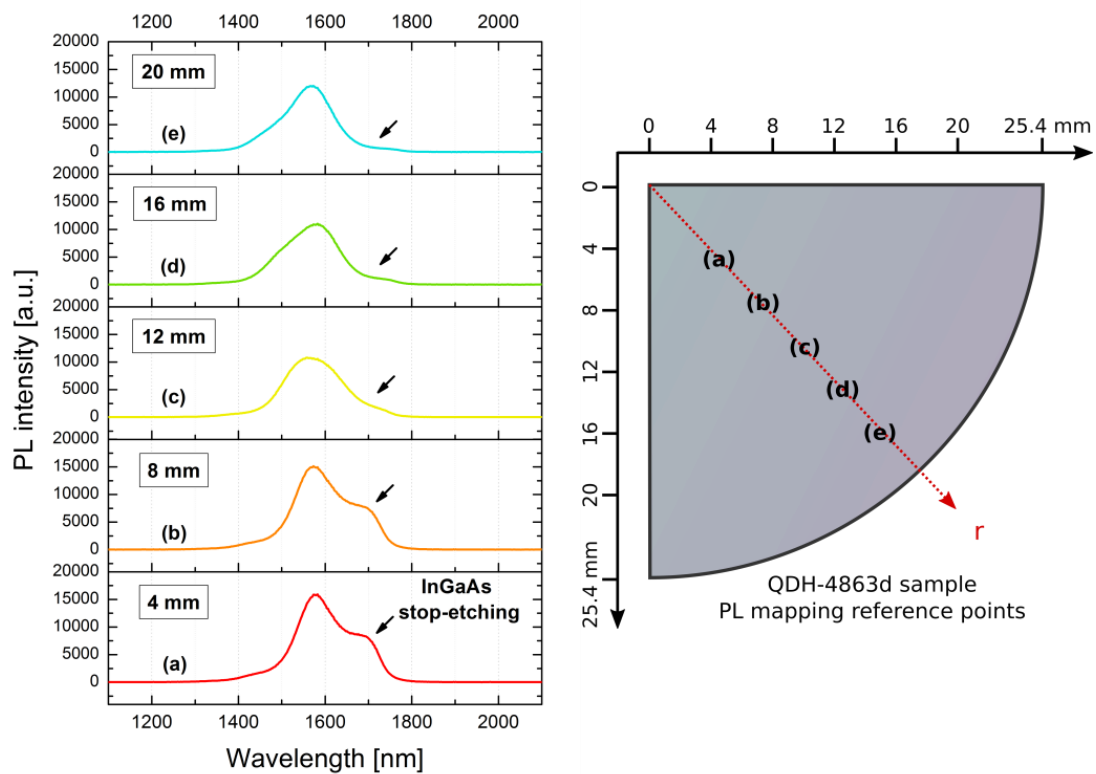 1200 1400 1600 1800 2000
20000
15000
10000
5000
0
20 mm
(e)
20000
15000
10000
5000
0
16 mm
(d)
20000
15000
10000
5000
0
12 mm
(c)
20000
15000
10000
5000
0
8 mm
(b)
20000
15000
10000
5000
0
4 mm
(a)
InGaAs
stop-etching
1200 1400 1600 1800 2000
Wavelength [nm]
PL intensity [a.u.]
0 4 8 12 16 20 25.4 mm
0
4
8
12
16
20
25.4 mm
(a)
(b)
(c)
(d)
(e)
r
QDH-4863d sample
PL mapping reference points